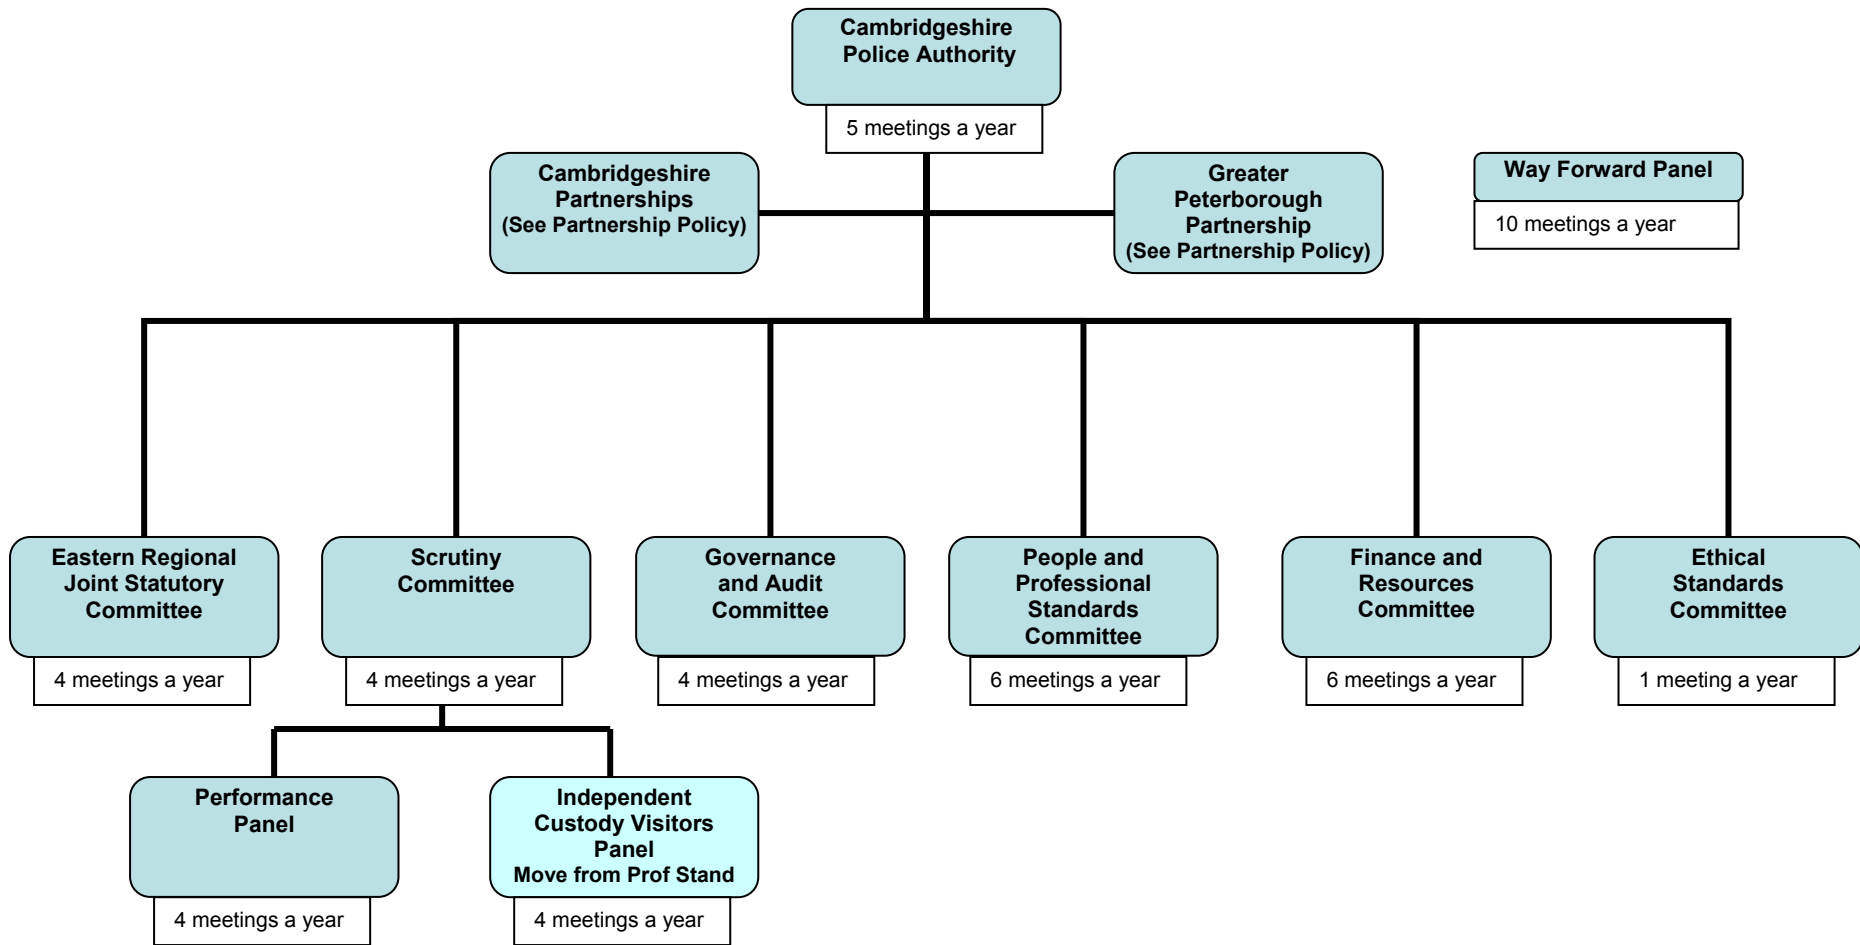 Cambridgeshire
Police Authority
5 meetings a year
Cambridgeshire
Partnerships
(See Partnership Policy)
Greater
Peterborough
Partnership
(See Partnership Policy)
Way Forward Panel
10 meetings a year
Eastern Regional
Joint Statutory
Committee
4 meetings a year
Scrutiny
Committee
4 meetings a year
Governance
and Audit
Committee
4 meetings a year
People and
Professional
Standards
Committee
6 meetings a year
Finance and
Resources
Committee
6 meetings a year
Ethical
Standards
Committee
1 meeting a year
Performance
Panel
4 meetings a year
Independent
Custody Visitors
Panel
Move from Prof Stand
4 meetings a year